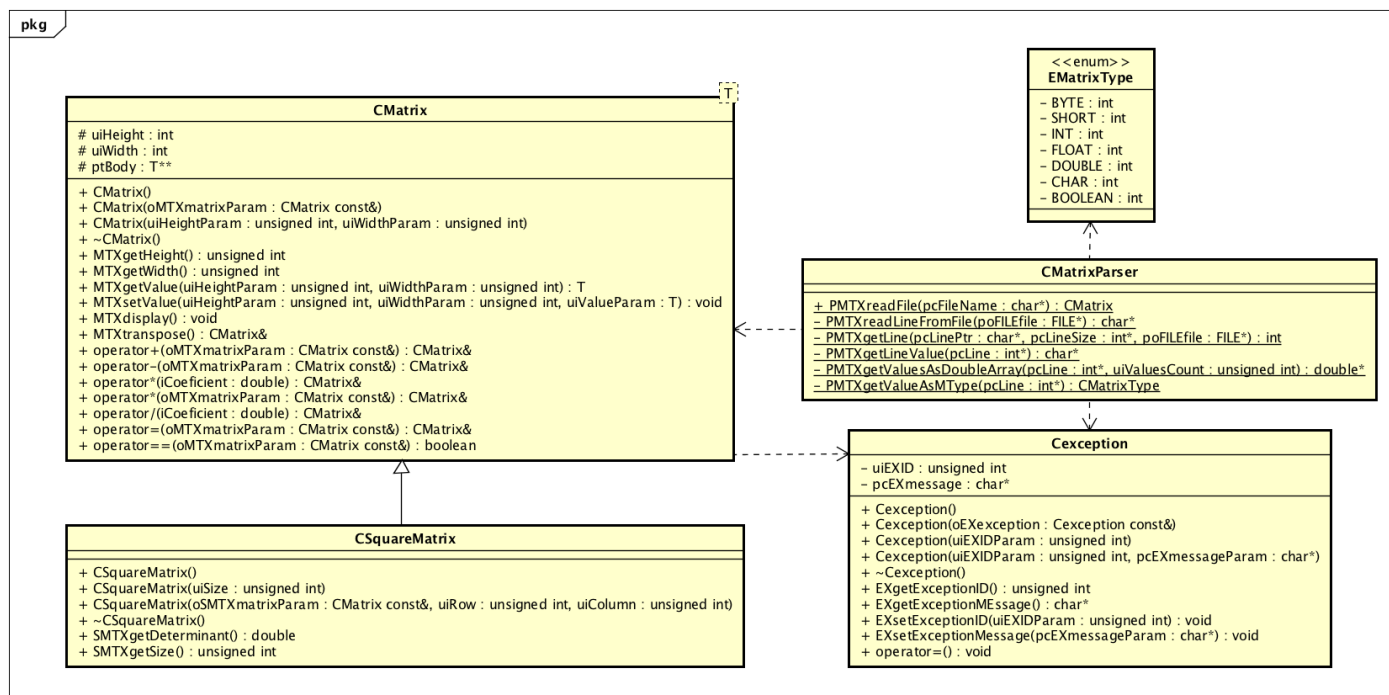 pkg
T
CMatrix
# uiHeight : int
# uiWidth : int
# ptBody : T**
+ CMatrix()
+ CMatrix(oMTXmatrixParam : CMatrix const&)
+ CMatrix(uiHeightParam : unsigned int, uiWidthParam : unsigned int)
+ ~CMatrix()
+ MTXgetHeight() : unsigned int
+ MTXgetWidth() : unsigned int
+ MTXgetValue(uiHeightParam : unsigned int, uiWidthParam : unsigned int) : T
+ MTXsetValue(uiHeightParam : unsigned int, uiWidthParam : unsigned int, uiValueParam : T) : void
+ MTXdisplay() : void
+ MTXtranspose() : CMatrix&
+ operator+(oMTXmatrixParam : CMatrix const&) : CMatrix&
+ operator-(oMTXmatrixParam : CMatrix const&) : CMatrix&
+ operator*(iCoeficient : double) : CMatrix&
+ operator*(oMTXmatrixParam : CMatrix const&) : CMatrix&
+ operator/(iCoeficient : double) : CMatrix&
+ operator=(oMTXmatrixParam : CMatrix const&) : CMatrix&
+ operator==(oMTXmatrixParam : CMatrix const&) : boolean
<<enum>>
EMatrixType
- BYTE : int
- SHORT : int
- INT : int
- FLOAT : int
- DOUBLE : int
- CHAR : int
- BOOLEAN : int
CMatrixParser
+ PMTXreadFile(pcFileName : char*) : CMatrix
- PMTXreadLineFromFile(poFILEfile : FILE*) : char*
- PMTXgetLine(pcLinePtr : char*, pcLineSize : int*, poFILEfile : FILE*) : int
- PMTXgetLineValue(pcLine : int*) : char*
- PMTXgetValuesAsDoubleArray(pcLine : int*, uiValuesCount : unsigned int) : double*
- PMTXgetValueAsMType(pcLine : int*) : CMatrixType
Cexception
- uiEXID : unsigned int
- pcEXmessage : char*
+ Cexception()
+ Cexception(oEXexception : Cexception const&)
+ Cexception(uiEXIDParam : unsigned int)
+ Cexception(uiEXIDParam : unsigned int, pcEXmessageParam : char*)
+ ~Cexception()
+ EXgetExceptionID() : unsigned int
+ EXgetExceptionMEssage() : char*
+ EXsetExceptionID(uiEXIDParam : unsigned int) : void
+ EXsetExceptionMessage(pcEXmessageParam : char*) : void
+ operator=() : void
CSquareMatrix
+ CSquareMatrix()
+ CSquareMatrix(uiSize : unsigned int)
+ CSquareMatrix(oSMTXmatrixParam : CMatrix const&, uiRow : unsigned int, uiColumn : unsigned int)
+ ~CSquareMatrix()
+ SMTXgetDeterminant() : double
+ SMTXgetSize() : unsigned int